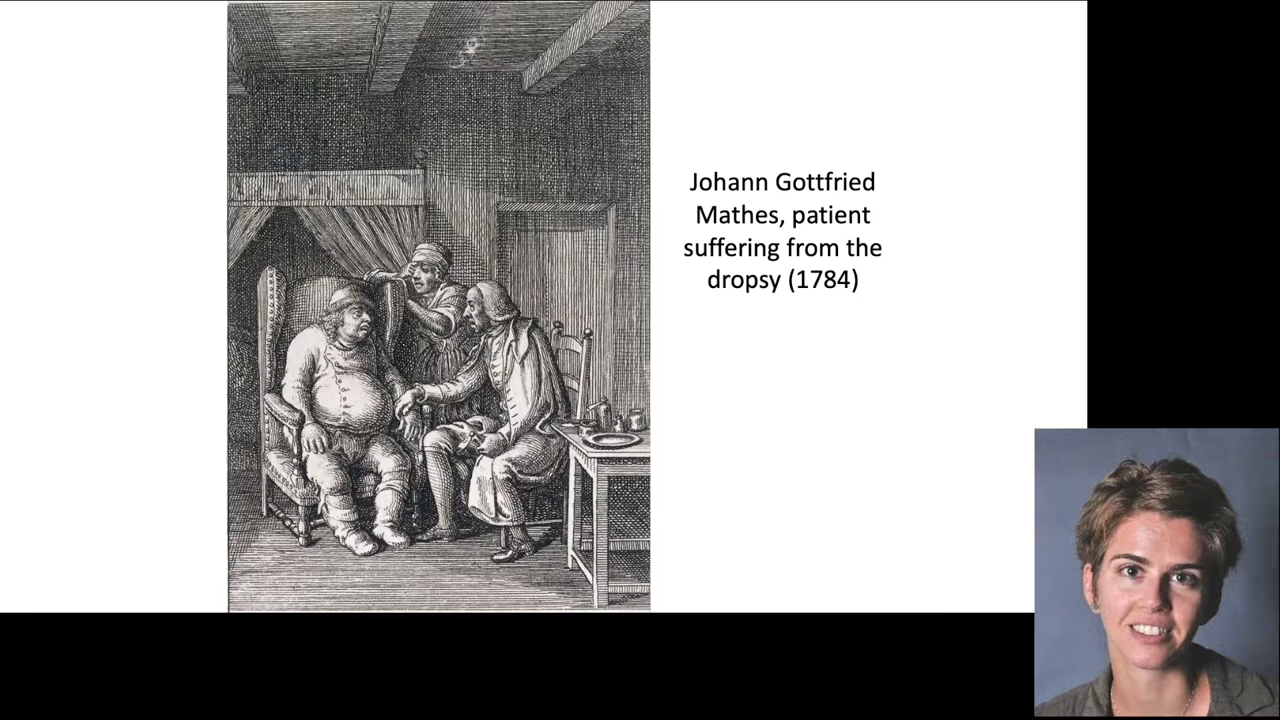 Johann Gottfried
Mathes, patient
suffering from the
dropsy (1784)